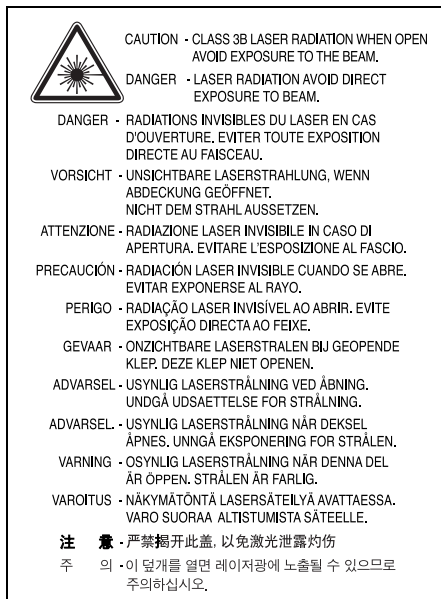 CAUTION - CLASS 3B LASER RADIATION WHEN OPEN
AVOID EXPOSURE TO THE BEAM.
DANGER - LASER RADIATION AVOID DIRECT
EXPOSURE TO BEAM.
DANGER - RADIATIONS INVISIBLES DU LASER EN CAS
D'OUVERTURE. EVITER TOUTE EXPOSITION
DIRECTE AU FAISCEAU.
VORSICHT - UNSICHTBARE LASERSTRAHLUNG, WENN
ABDECKUNG GEÖFFNET.
NICHT DEM STRAHL AUSSETZEN.
ATTENZIONE - RADIAZIONE LASER INVISIBILE IN CASO DI
APERTURA. EVITARE L'ESPOSIZIONE AL FASCIO.
PRECAUCIÓN - RADIACIÓN LASER INVISIBLE CUANDO SE ABRE.
EVITAR EXPONERSE AL RAYO.
PERIGO - RADIAÇÃO LASER INVISÍVEL AO ABRIR. EVITE
EXPOSIÇÃO DIRECTA AO FEIXE.
GEVAAR - ONZICHTBARE LASERSTRALEN BIJ GEOPENDE
KLEP. DEZE KLEP NIET OPENEN.
ADVARSEL - USYNLIG LASERSTRÅLNING VED ÅBNING.
UNDGÅ UDSAETTELSE FOR STRÅLNING.
ADVARSEL. - USYNLIG LASERSTRÅLNING NÅR DEKSEL
ÅPNES. UNNGÅ EKSPONERING FOR STRÅLEN.
VARNING - OSYNLIG LASERSTRÅLNING NÄR DENNA DEL
ÄR ÖPPEN. STRÅLEN ÄR FARLIG.
VAROITUS - NÄKYMÄTÖNTÄ LASERSÄTEILYÄ AVATTAESSA.
VARO SUORAA ALTISTUMISTA SÄTEELLE.
注 意 - 严禁揭开此盖, 以免激光泄露灼伤
주 의 - 이 덮개를 열면 레이저광에 노출될 수 있으므로
주의하십시오.